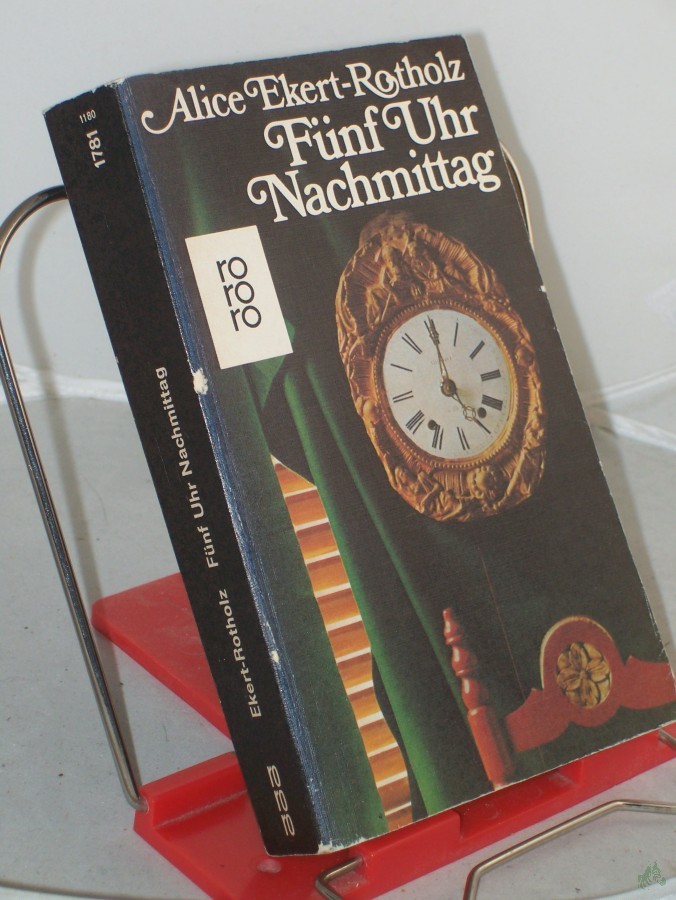 Alice Ekert-Rotholz
Fünf Uhr
Nachmittag
ro
ro
ro
1180
1781
Ekert-Rotholz Fünf Uhr Nachmittag